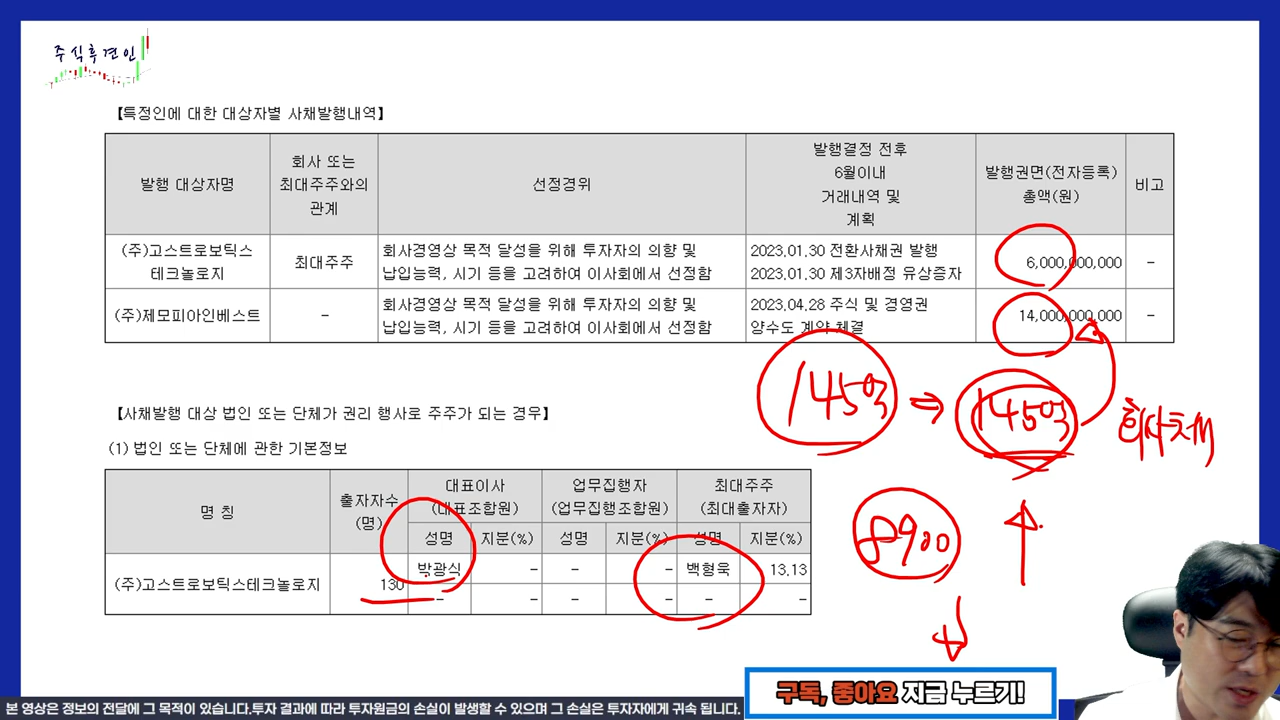 주식후견인
【특정인에 대한 대상자별 사채발행내역】
발행 대상자명
회사 또는
최대주주와의
관계
선정경위
발행결정 전후
6월이내
거래내역 및
계획
발행권면(전자등록)
총액(원)
비고
(주)고스트로보틱스
테크놀로지
최대주주
회사경영상 목적 달성을 위해 투자자의 의향 및
납입능력, 시기 등을 고려하여 이사회에서 선정함
2023.01.30 전환사채권 발행
2023.01.30 제3자배정 유상증자
6,000,000,000
-
(주)제모피아인베스트
-
회사경영상 목적 달성을 위해 투자자의 의향 및
납입능력, 시기 등을 고려하여 이사회에서 선정함
2023.04.28 주식 및 경영권
양수도 계약 체결
14,000,000,000
-
145억 ⇒ 145억
회사채
8900
【사채발행 대상 법인 또는 단체가 권리 행사로 주주가 되는 경우】
(1) 법인 또는 단체에 관한 기본정보
명 칭
출자자수
(명)
대표이사
(대표조합원)
업무집행자
(업무집행조합원)
최대주주
(최대출자자)
성명
지분(%)
성명
지분(%)
성명
지분(%)
(주)고스트로보틱스테크놀로지
130
박광식
-
-
-
백형욱
13.13
-
-
-
-
-
-
구독, 좋아요 지금 누르기!
본 영상은 정보의 전달에 그 목적이 있습니다.투자 결과에 따라 투자원금의 손실이 발생할 수 있으며 그 손실은 투자자에게 귀속 됩니다.